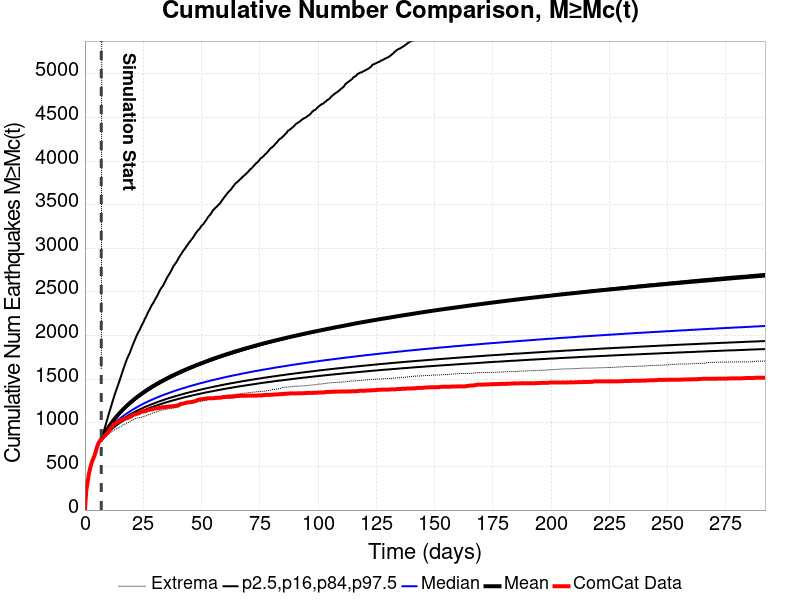 Cumulative Number Comparison, M≥Mc(t)
Cumulative Num Earthquakes M≥Mc(t)
5000
4500
4000
3500
3000
2500
2000
1500
1000
500
0
Simulation Start
0 25 50 75 100 125 150 175 200 225 250 275
Time (days)
Extrema p2.5,p16,p84,p97.5 Median Mean ComCat Data